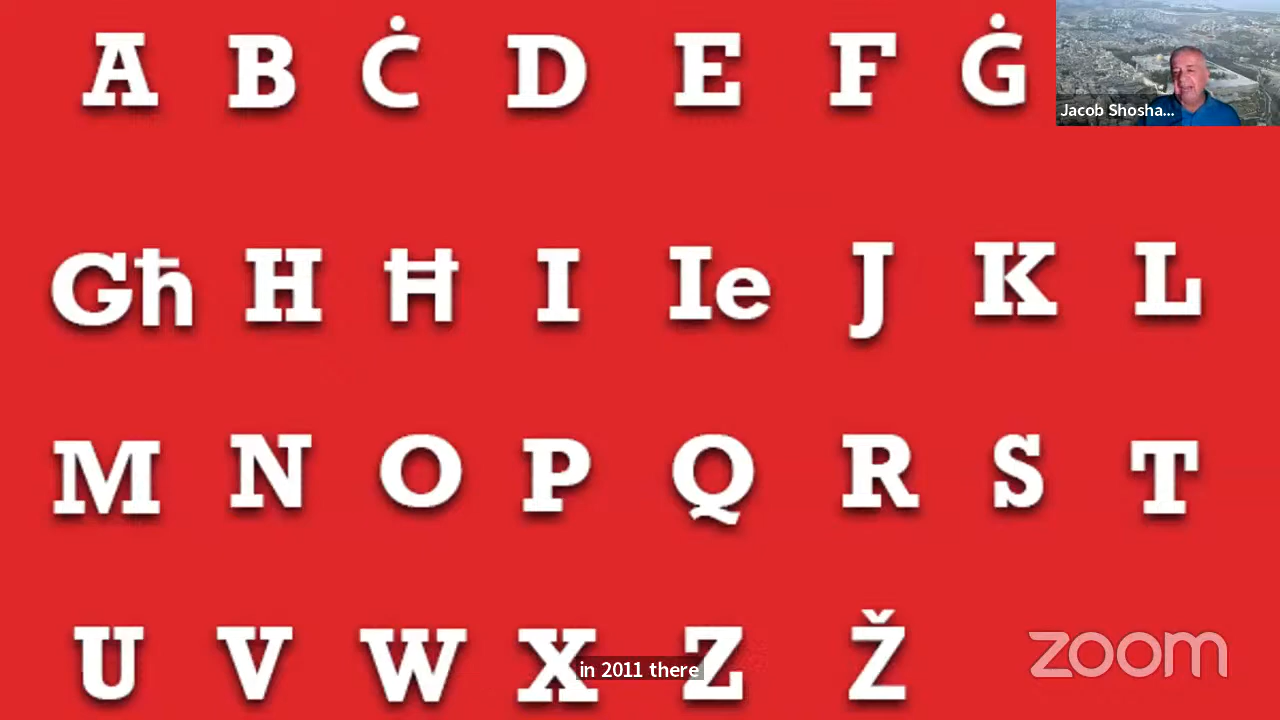 A B Ċ D E F Ġ
Jacob Shosha...
Għ H Ħ I Ie J K L
M N O P Q R S T
U V W X Z Ž
in 2011 there
zoom